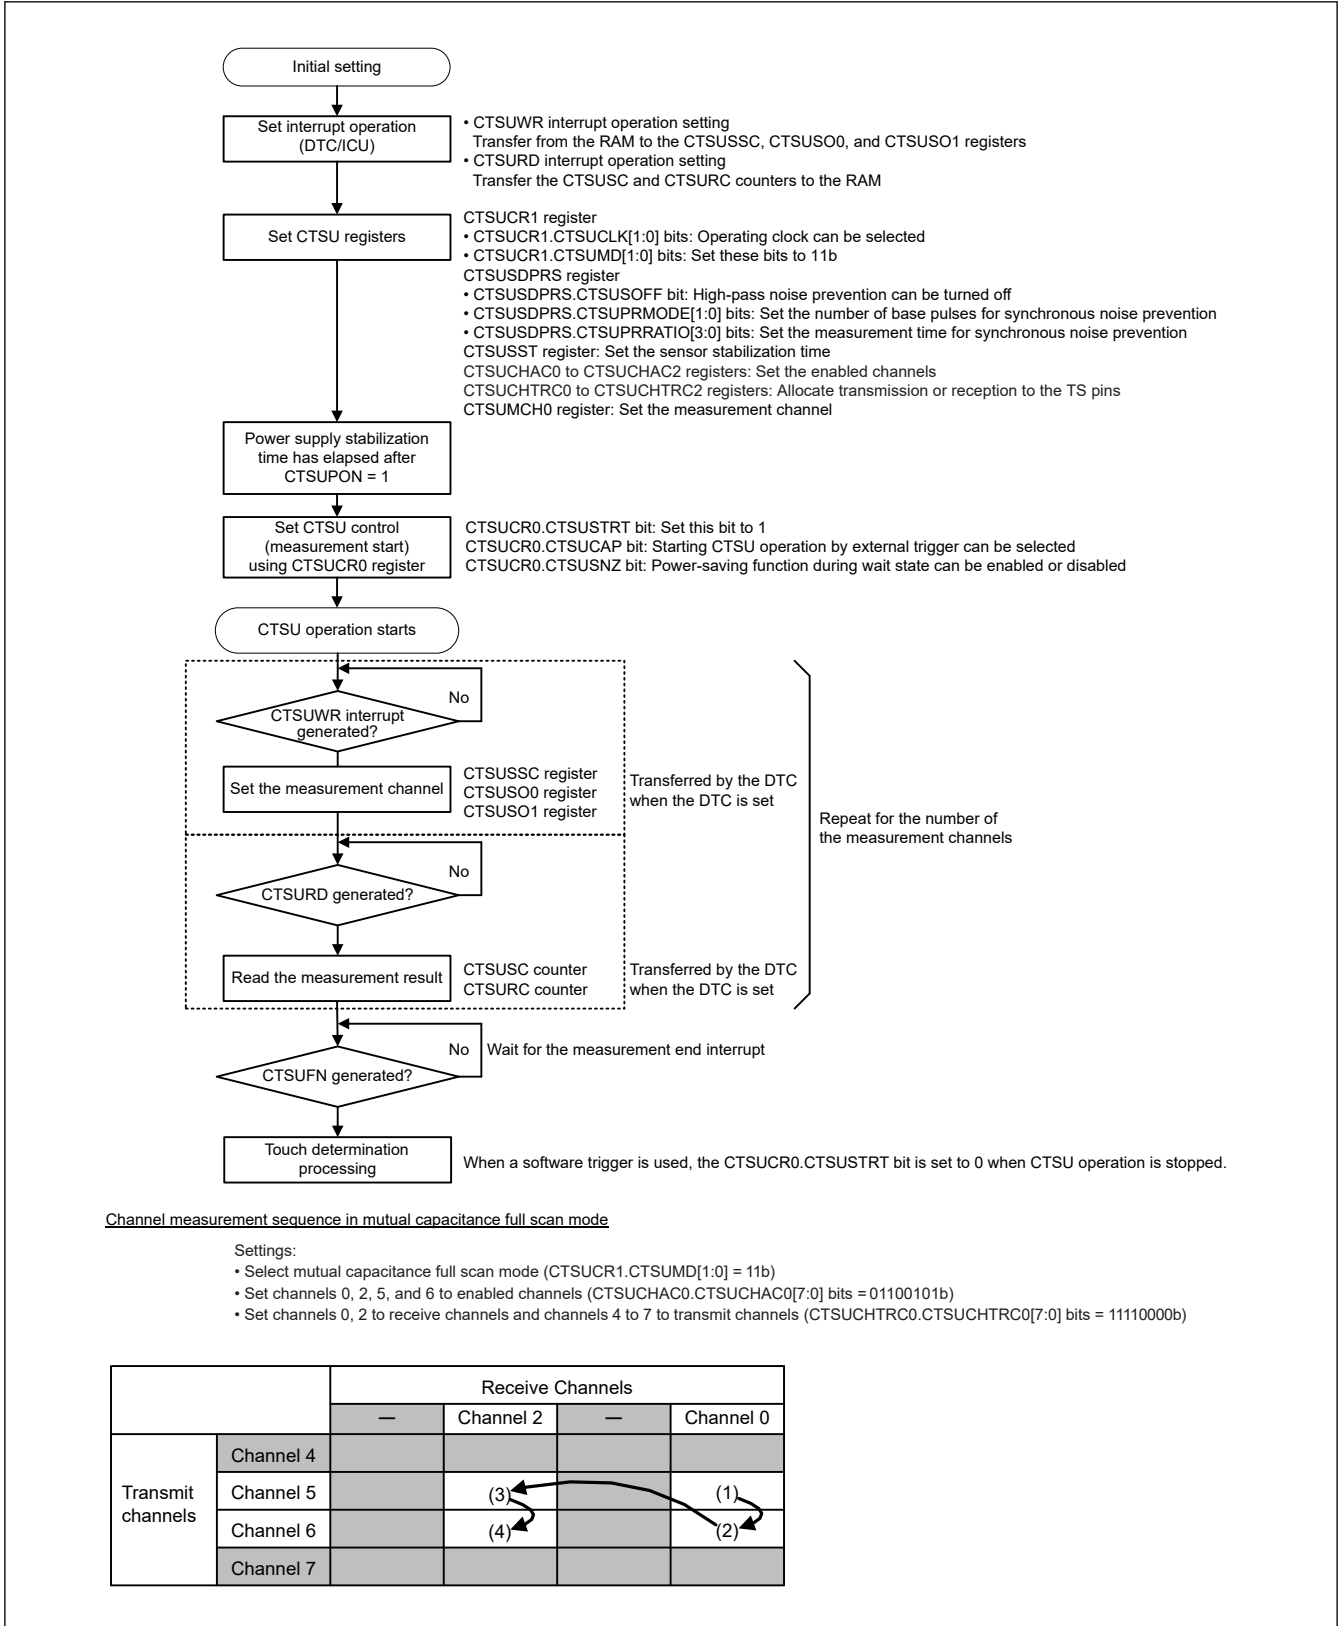 Initial setting
Set interrupt operation
(DTC/ICU)
• CTSUWR interrupt operation setting
Transfer from the RAM to the CTSUSSC, CTSUSO0, and CTSUSO1 registers
• CTSURD interrupt operation setting
Transfer the CTSUSC and CTSURC counters to the RAM
Set CTSU registers
CTSUCR1 register
• CTSUCR1.CTSUCLK[1:0] bits: Operating clock can be selected
• CTSUCR1.CTSUMD[1:0] bits: Set these bits to 11b
CTSUSDPRS register
• CTSUSDPRS.CTSUSOFF bit: High-pass noise prevention can be turned off
• CTSUSDPRS.CTSUPRMODE[1:0] bits: Set the number of base pulses for synchronous noise prevention
• CTSUSDPRS.CTSUPRRATIO[3:0] bits: Set the measurement time for synchronous noise prevention
CTSUSST register: Set the sensor stabilization time
CTSUCHAC0 to CTSUCHAC2 registers: Set the enabled channels
CTSUCHTRC0 to CTSUCHTRC2 registers: Allocate transmission or reception to the TS pins
CTSUMCH0 register: Set the measurement channel
Power supply stabilization
time has elapsed after
CTSUPON = 1
Set CTSU control
(measurement start)
using CTSUCR0 register
CTSUCR0.CTSUSTRT bit: Set this bit to 1
CTSUCR0.CTSUCAP bit: Starting CTSU operation by external trigger can be selected
CTSUCR0.CTSUSNZ bit: Power-saving function during wait state can be enabled or disabled
CTSU operation starts
No
CTSUWR interrupt
generated?
Set the measurement channel
CTSUSSC register
CTSUSO0 register
CTSUSO1 register
Transferred by the DTC
when the DTC is set
Repeat for the number of
the measurement channels
No
CTSURD generated?
Read the measurement result
CTSUSC counter
CTSURC counter
Transferred by the DTC
when the DTC is set
No
Wait for the measurement end interrupt
CTSUFN generated?
Touch determination
processing
When a software trigger is used, the CTSUCR0.CTSUSTRT bit is set to 0 when CTSU operation is stopped.
Channel measurement sequence in mutual capacitance full scan mode
Settings:
• Select mutual capacitance full scan mode (CTSUCR1.CTSUMD[1:0] = 11b)
• Set channels 0, 2, 5, and 6 to enabled channels (CTSUCHAC0.CTSUCHAC0[7:0] bits = 01100101b)
• Set channels 0, 2 to receive channels and channels 4 to 7 to transmit channels (CTSUCHTRC0.CTSUCHTRC0[7:0] bits = 11110000b)
Receive Channels
— Channel 2 — Channel 0
Transmit
channels
Channel 4
Channel 5 (3) (1)
Channel 6 (4) (2)
Channel 7